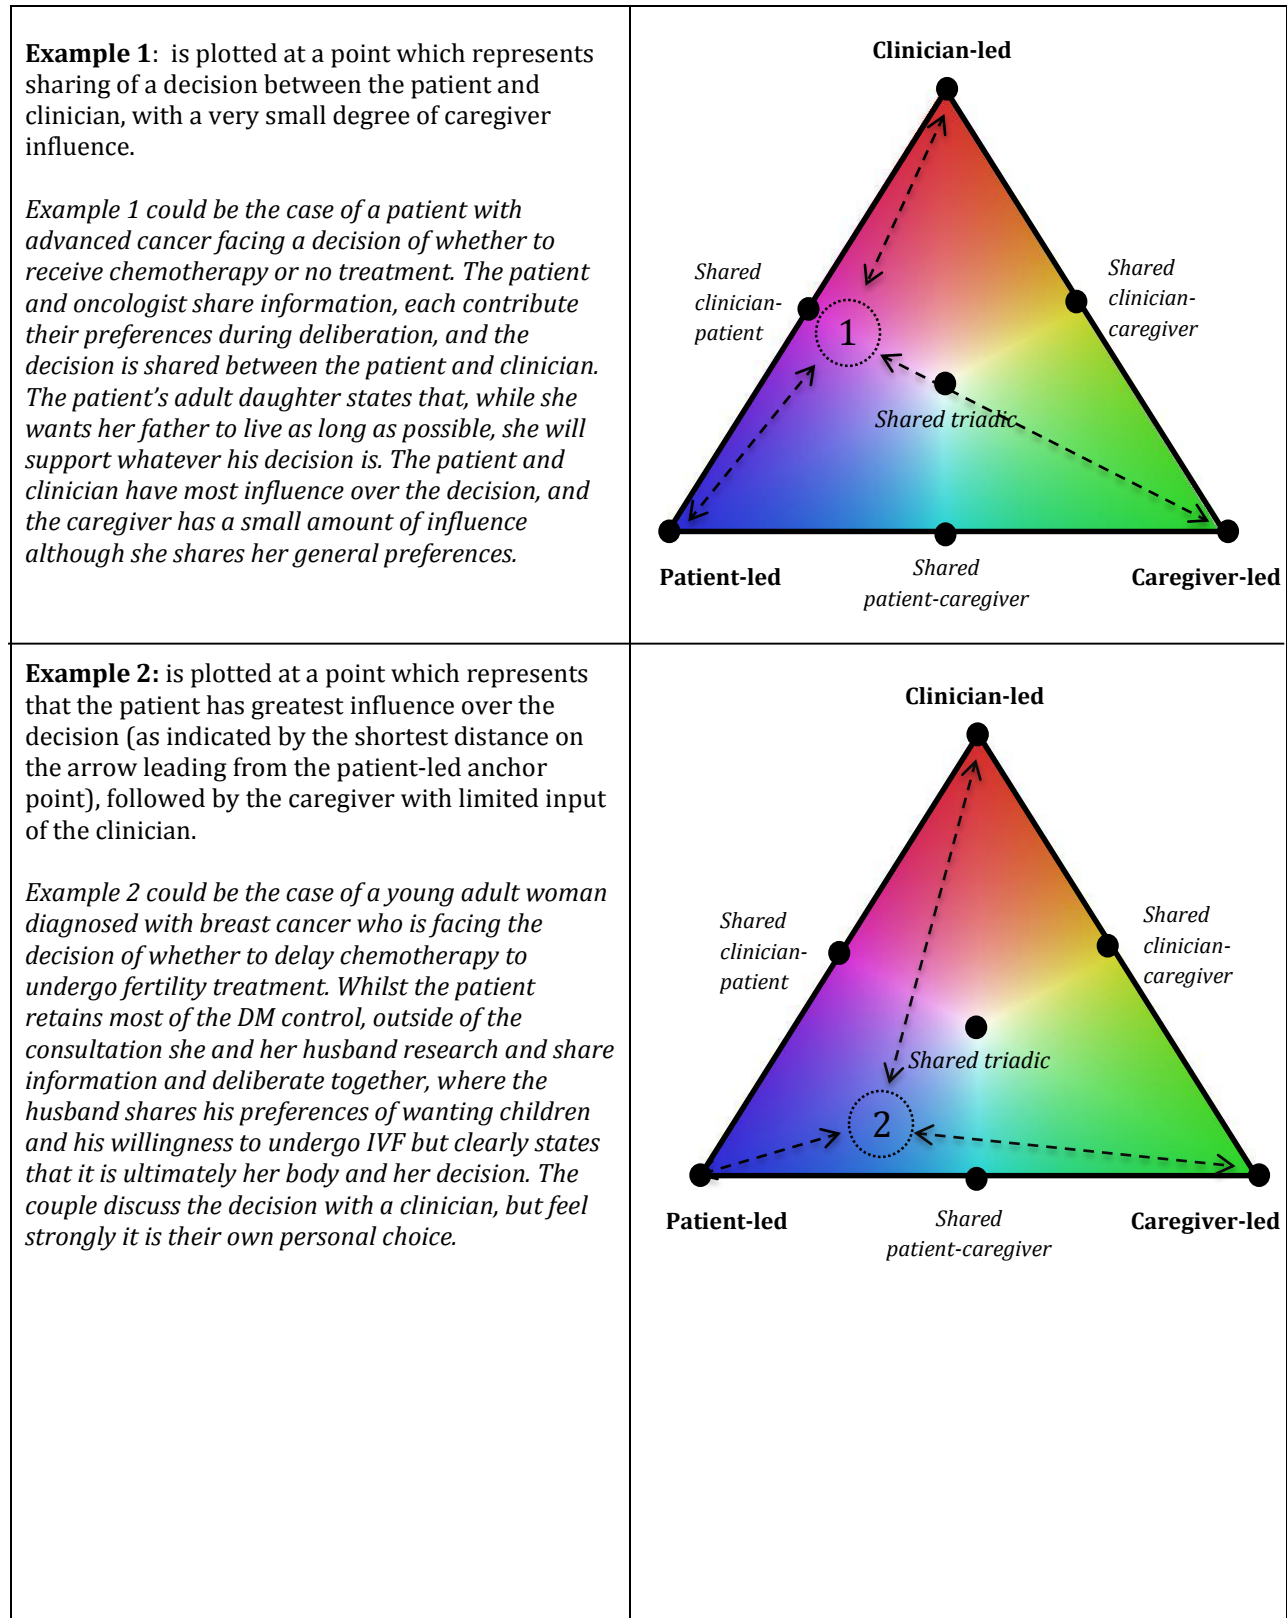 Example 1:  is plotted at a point which represents
sharing of a decision between the patient and
clinician, with a very small degree of caregiver
influence.
Example 1 could be the case of a patient with
advanced cancer facing a decision of whether to
receive chemotherapy or no treatment. The patient
and oncologist share information, each contribute
their preferences during deliberation, and the
decision is shared between the patient and clinician.
The patient’s adult daughter states that, while she
wants her father to live as long as possible, she will
support whatever his decision is. The patient and
clinician have most influence over the decision, and
the caregiver has a small amount of influence
although she shares her general preferences.
Clinician-led
Shared
clinician-
patient
Shared
clinician-
caregiver
1
Shared triadic
Patient-led
Shared
patient-caregiver
Caregiver-led
Example 2: is plotted at a point which represents
that the patient has greatest influence over the
decision (as indicated by the shortest distance on
the arrow leading from the patient-led anchor
point), followed by the caregiver with limited input
of the clinician.
Example 2 could be the case of a young adult woman
diagnosed with breast cancer who is facing the
decision of whether to delay chemotherapy to
undergo fertility treatment. Whilst the patient
retains most of the DM control, outside of the
consultation she and her husband research and share
information and deliberate together, where the
husband shares his preferences of wanting children
and his willingness to undergo IVF but clearly states
that it is ultimately her body and her decision. The
couple discuss the decision with a clinician, but feel
strongly it is their own personal choice.
Clinician-led
Shared
clinician-
patient
Shared
clinician-
caregiver
Shared triadic
2
Patient-led
Shared
patient-caregiver
Caregiver-led